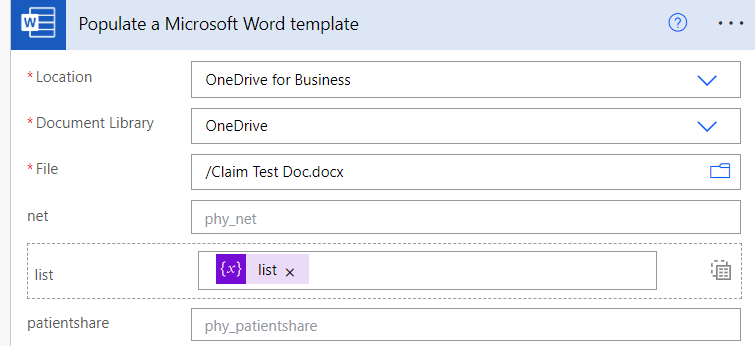 Populate a Microsoft Word template
* Location OneDrive for Business
* Document Library OneDrive
* File /Claim Test Doc.docx
net phy_net
list {x} list ×
patientshare phy_patientshare